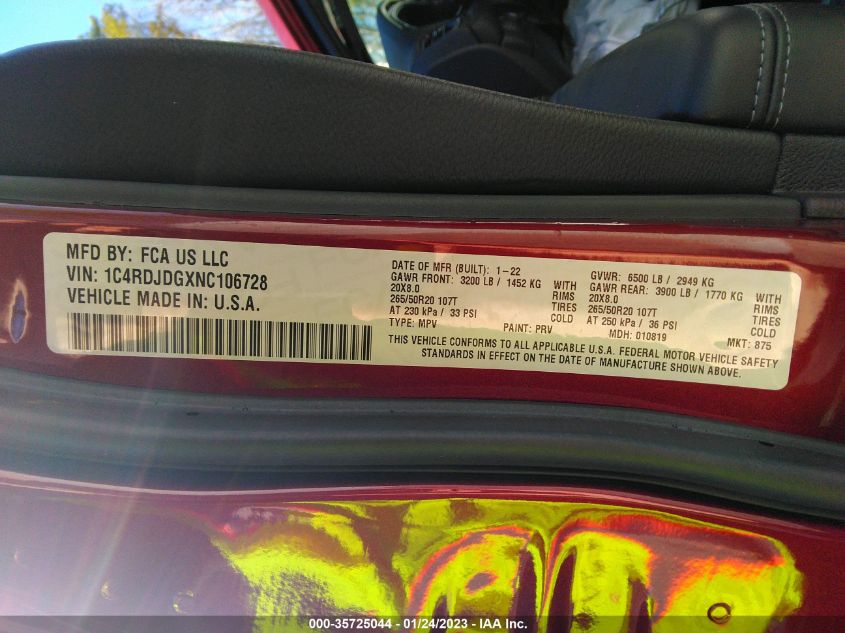 MFD BY: FCA US LLC
VIN: 1C4RDJDGXNC106728
VEHICLE MADE IN: U.S.A.
DATE OF MFR (BUILT): 1-22 GVWR: 6500 LB / 2949 KG
GAWR FRONT: 3200 LB / 1452 KG WITH GAWR REAR: 3900 LB / 1770 KG WITH
20X8.0 RIMS 20X8.0 RIMS
265/50R20 107T TIRES 265/50R20 107T TIRES
AT 230 kPa / 33 PSI COLD AT 250 kPa / 36 PSI COLD
TYPE: MPV PAINT: PRV MDH: 010819 MKT: 875
THIS VEHICLE CONFORMS TO ALL APPLICABLE U.S.A. FEDERAL MOTOR VEHICLE SAFETY
STANDARDS IN EFFECT ON THE DATE OF MANUFACTURE SHOWN ABOVE.
000-35725044 - 01/24/2023 - IAA Inc.